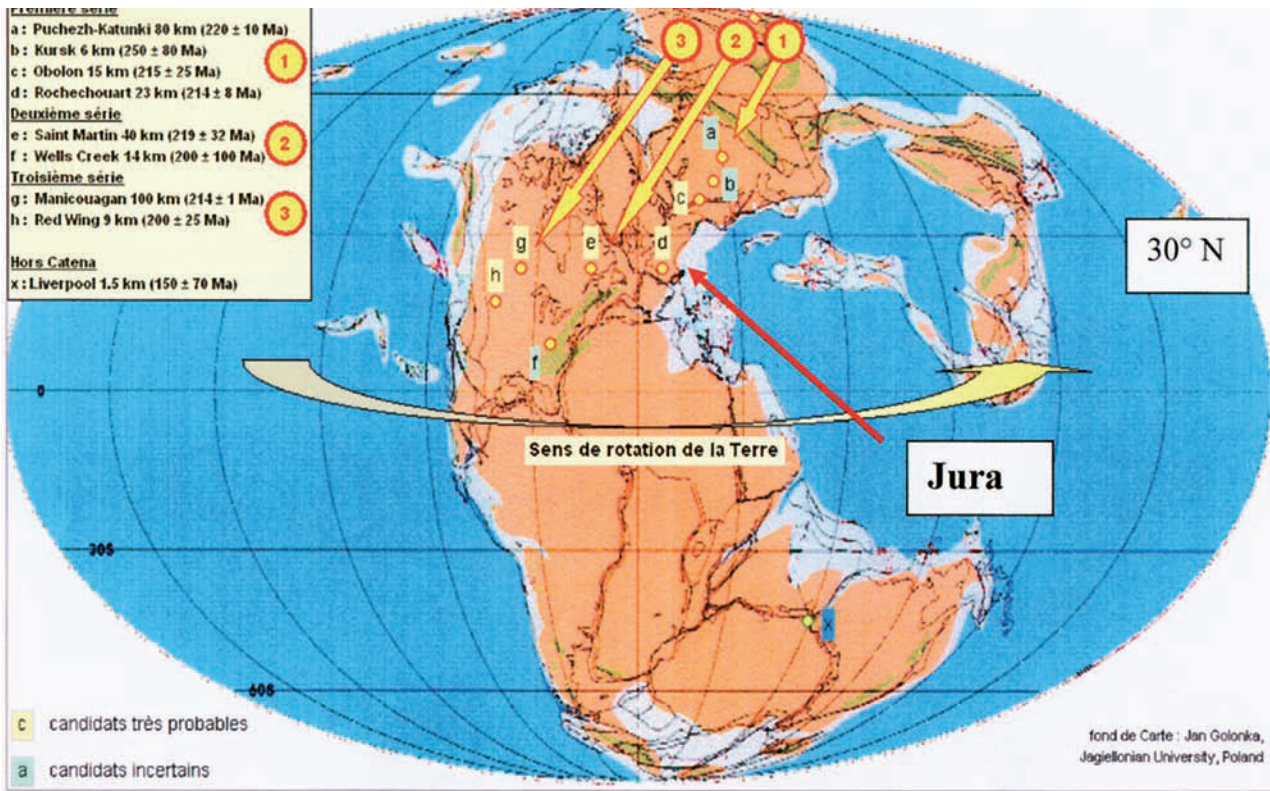 Première série
a : Puchezh-Katunki 80 km (220 ± 10 Ma)
b : Kursk 6 km (250 ± 80 Ma)
c : Obolon 15 km (215 ± 25 Ma)
d : Rochechouart 23 km (214 ± 8 Ma)
1
Deuxième série
e : Saint Martin 40 km (219 ± 32 Ma)
f : Wells Creek 14 km (200 ± 100 Ma)
2
Troisième série
g : Manicouagan 100 km (214 ± 1 Ma)
h : Red Wing 9 km (200 ± 25 Ma)
3
Hors Catena
x : Liverpool 1.5 km (150 ± 70 Ma)
3
2
1
a
b
c
g
e
d
h
f
30° N
0
Sens de rotation de la Terre
Jura
30S
x
60S
c candidats très probables
a candidats incertains
fond de Carte : Jan Golonka,
Jagiellonian University, Poland